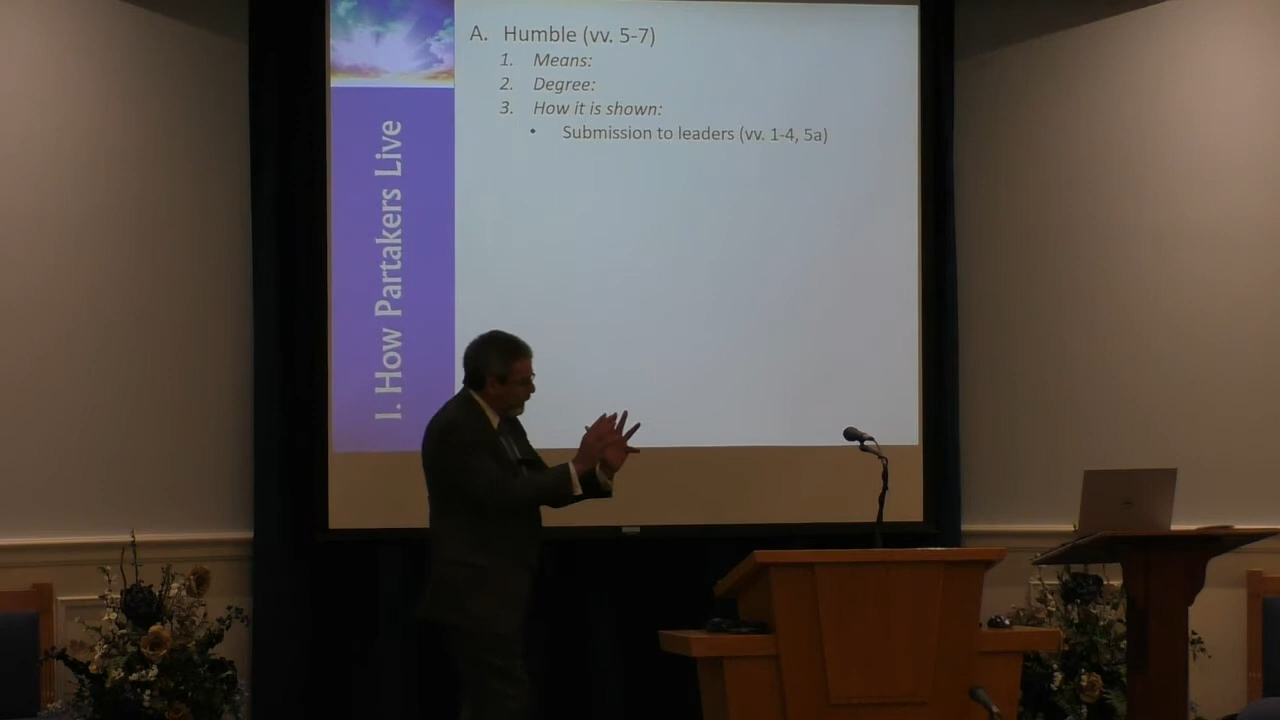 I. How Partakers Live
A. Humble (vv. 5-7)
1. Means:
2. Degree:
3. How it is shown:
• Submission to leaders (vv. 1-4, 5a)